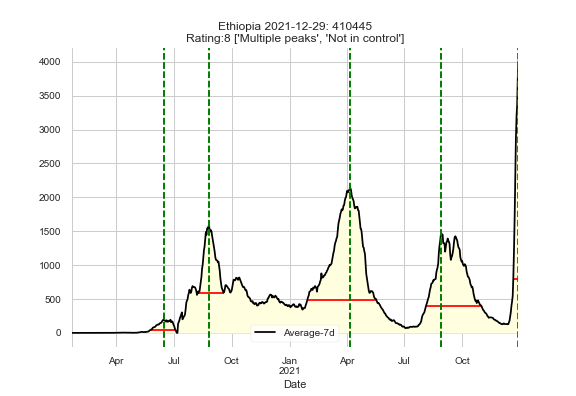 Ethiopia 2021-12-29: 410445
Rating:8 ['Multiple peaks', 'Not in control']
4000
3500
3000
2500
2000
1500
1000
500
0
Average-7d
Apr Jul Oct Jan Apr Jul Oct
2021
Date